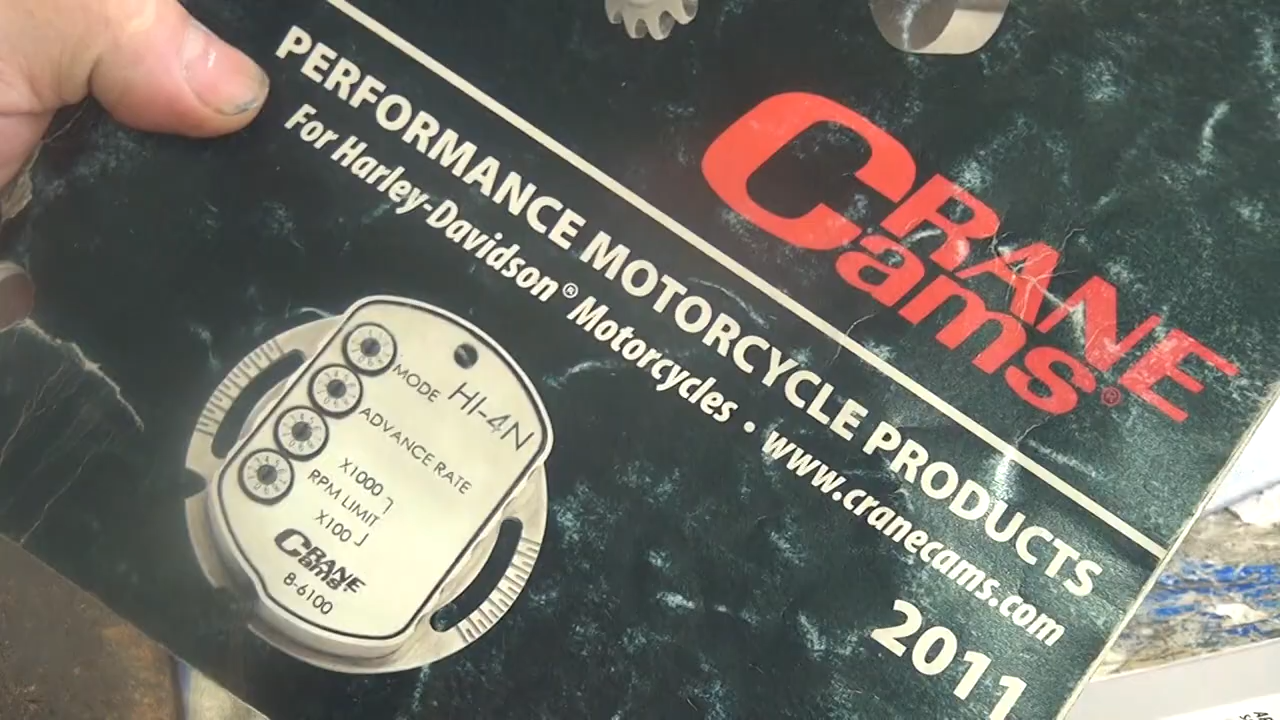 CRANE
Cams®
PERFORMANCE MOTORCYCLE PRODUCTS
For Harley-Davidson® Motorcycles • www.cranecams.com
2011
HI-4N
MODE
ADVANCE RATE
X1000
RPM LIMIT
X100
CRANE
Cams®
8-6100